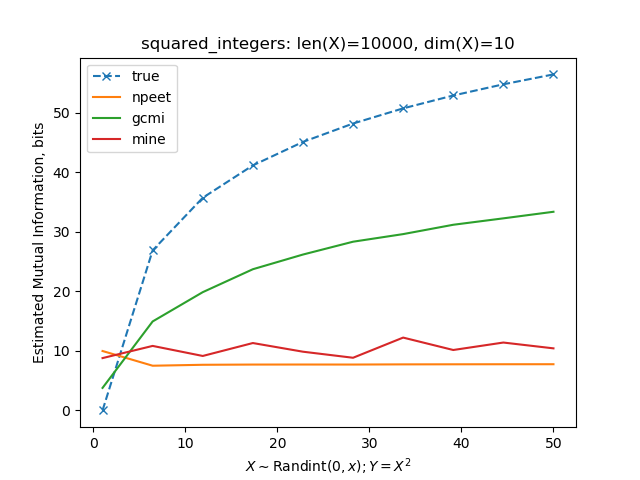 squared_integers: len(X)=10000, dim(X)=10
true
npeet
gcmi
mine
Estimated Mutual Information, bits
50
40
30
20
10
0
0 10 20 30 40 50
X ~ Randint(0, x); Y = X²